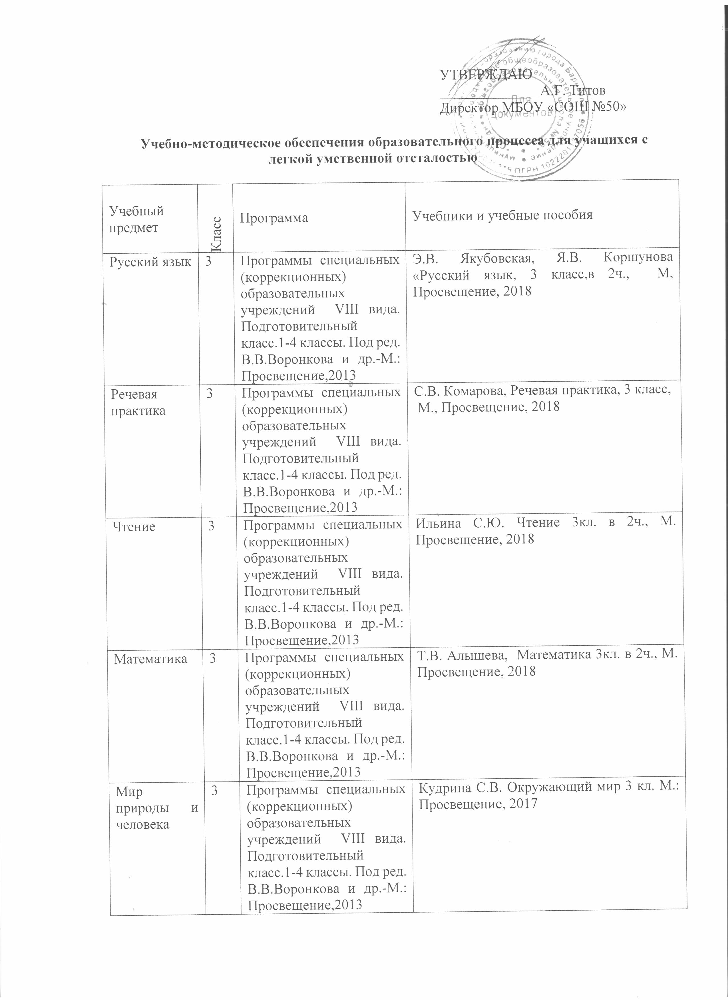 УТВЕРЖДАЮ
А.Г. Титов
Директор МБОУ «СОШ №50»
Для
документов
Учебно-методическое обеспечения образовательного процесса для учащихся с
легкой умственной отсталостью
Учебный
предмет
Класс
Программа
Учебники и учебные пособия
Русский язык
3
Программы специальных
(коррекционных)
образовательных
учреждений VIII вида.
Подготовительный
класс.1-4 классы. Под ред.
В.В.Воронкова и др.-М.:
Просвещение,2013
Э.В. Якубовская, Я.В. Коршунова
«Русский язык, 3 класс,в 2ч., М,
Просвещение, 2018
Речевая
практика
3
Программы специальных
(коррекционных)
образовательных
учреждений VIII вида.
Подготовительный
класс.1-4 классы. Под ред.
В.В.Воронкова и др.-М.:
Просвещение,2013
С.В. Комарова, Речевая практика, 3 класс,
М., Просвещение, 2018
Чтение
3
Программы специальных
(коррекционных)
образовательных
учреждений VIII вида.
Подготовительный
класс.1-4 классы. Под ред.
В.В.Воронкова и др.-М.:
Просвещение,2013
Ильина С.Ю. Чтение 3кл. в 2ч., М.
Просвещение, 2018
Математика
3
Программы специальных
(коррекционных)
образовательных
учреждений VIII вида.
Подготовительный
класс.1-4 классы. Под ред.
В.В.Воронкова и др.-М.:
Просвещение,2013
Т.В. Алышева, Математика 3кл. в 2ч., М.
Просвещение, 2018
Мир
природы и
человека
3
Программы специальных
(коррекционных)
образовательных
учреждений VIII вида.
Подготовительный
класс.1-4 классы. Под ред.
В.В.Воронкова и др.-М.:
Просвещение,2013
Кудрина С.В. Окружающий мир 3 кл. М.:
Просвещение, 2017